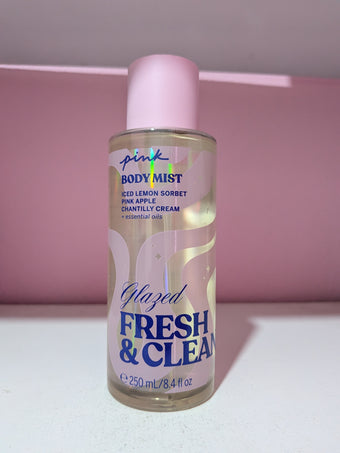 pink
BODY MIST
ICED LEMON SORBET
PINK APPLE
CHANTILLY CREAM
+ essential oils
Glazed
FRESH
& CLEAN
℮ 250 mL/8.4 fl oz